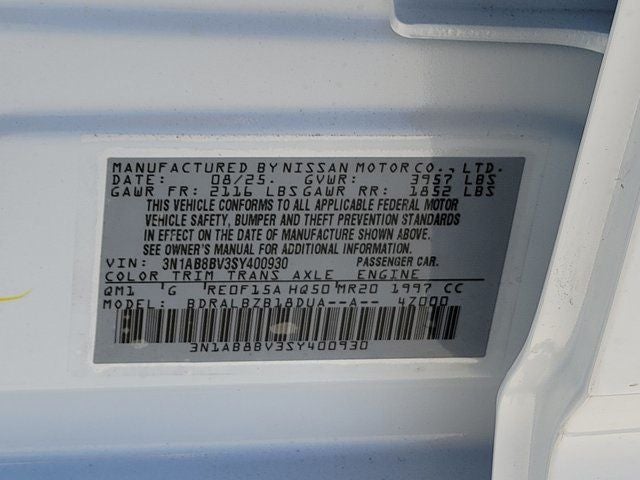 MANUFACTURED BY NISSAN MOTOR CO., LTD.
DATE: 08/25. GVWR: 3957 LBS
GAWR FR: 2116 LBS GAWR RR: 1852 LBS
THIS VEHICLE CONFORMS TO ALL APPLICABLE FEDERAL MOTOR
VEHICLE SAFETY, BUMPER AND THEFT PREVENTION STANDARDS
IN EFFECT ON THE DATE OF MANUFACTURE SHOWN ABOVE.
SEE OWNER'S MANUAL FOR ADDITIONAL INFORMATION.
VIN: 3N1AB8BV3SY400930 PASSENGER CAR.
COLOR TRIM TRANS AXLE ENGINE
QM1 G RE0F15A HQ50 MR20 1997 CC
MODEL: BDRALBZB18DUA--A-- 47000
3N1AB8BV3SY400930